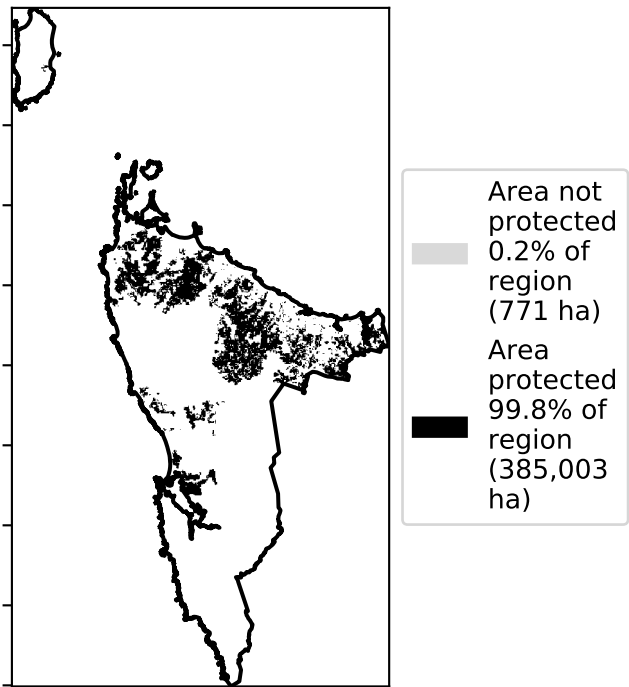 Area not
protected
0.2% of
region
(771 ha)
Area
protected
99.8% of
region
(385,003
ha)